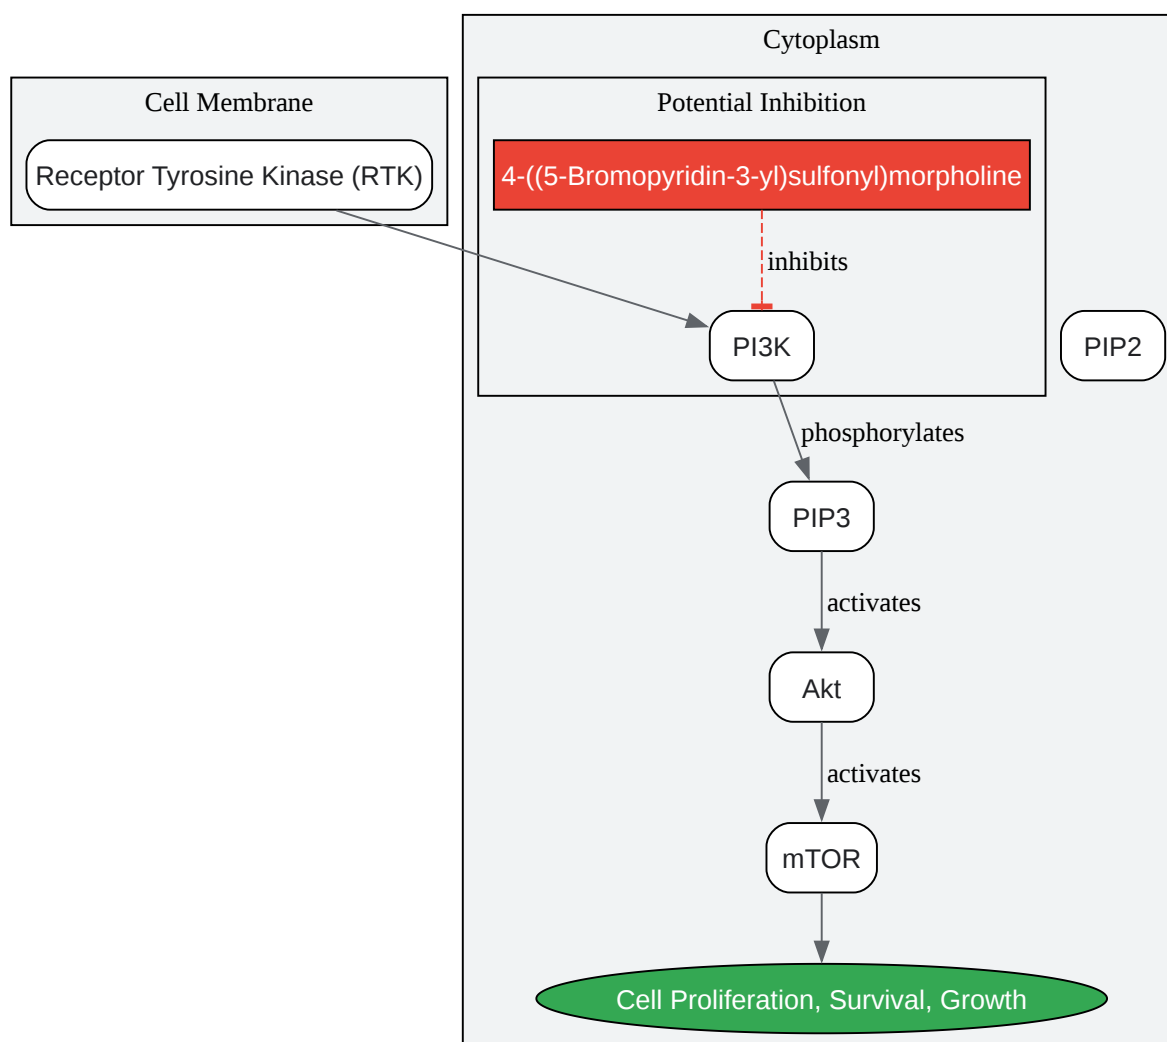 Cytoplasm
Cell Membrane
Potential Inhibition
Receptor Tyrosine Kinase (RTK)
4-((5-Bromopyridin-3-yl)sulfonyl)morpholine
inhibits
PI3K
PIP2
phosphorylates
PIP3
activates
Akt
activates
mTOR
Cell Proliferation, Survival, Growth